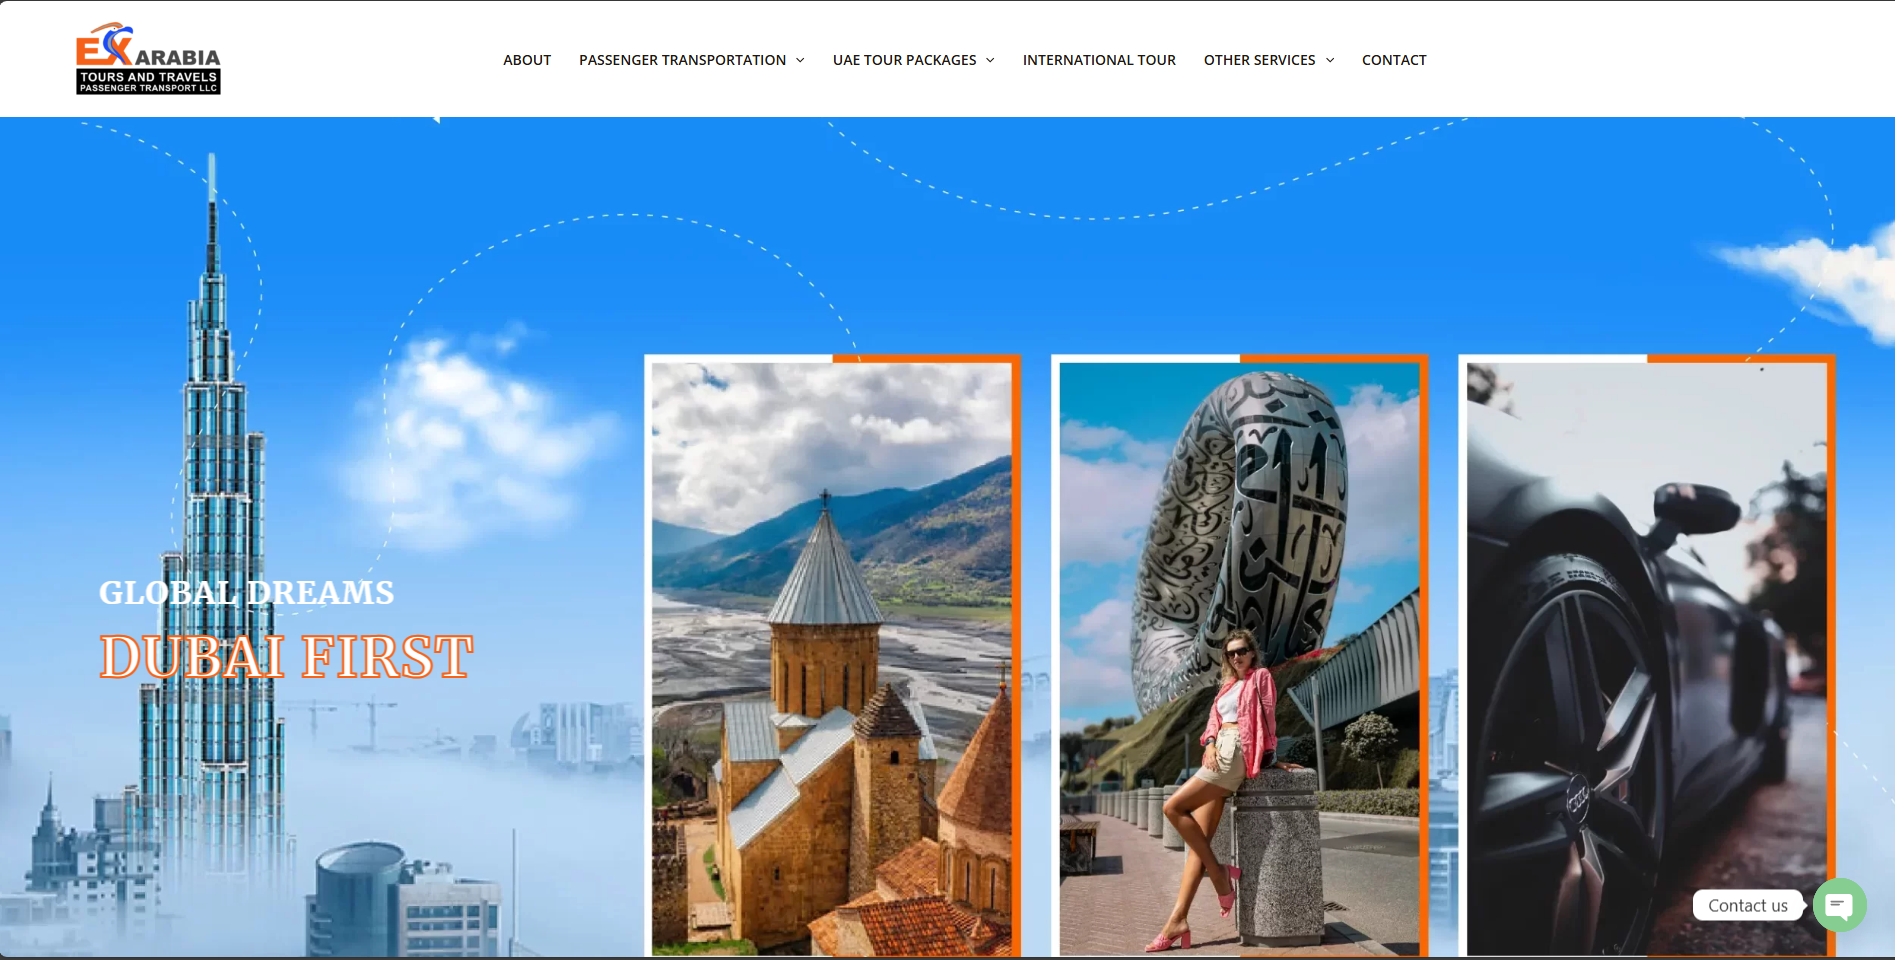 EX ARABIA
TOURS AND TRAVELS
PASSENGER TRANSPORT LLC
ABOUT
PASSENGER TRANSPORTATION
UAE TOUR PACKAGES
INTERNATIONAL TOUR
OTHER SERVICES
CONTACT
GLOBAL DREAMS
DUBAI FIRST
Contact us